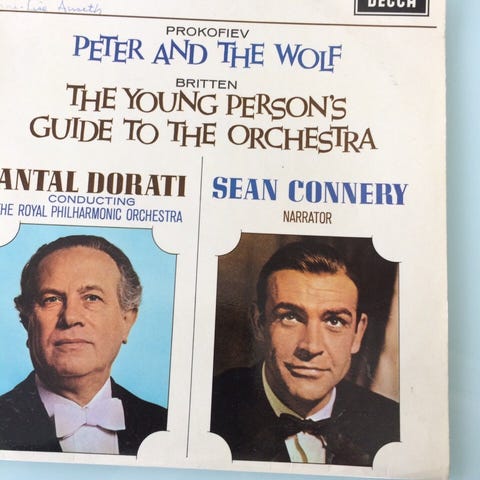 DECCA
PROKOFIEV
PETER AND THE WOLF
BRITTEN
THE YOUNG PERSON'S
GUIDE TO THE ORCHESTRA
ANTAL DORATI
CONDUCTING
THE ROYAL PHILHARMONIC ORCHESTRA
SEAN CONNERY
NARRATOR